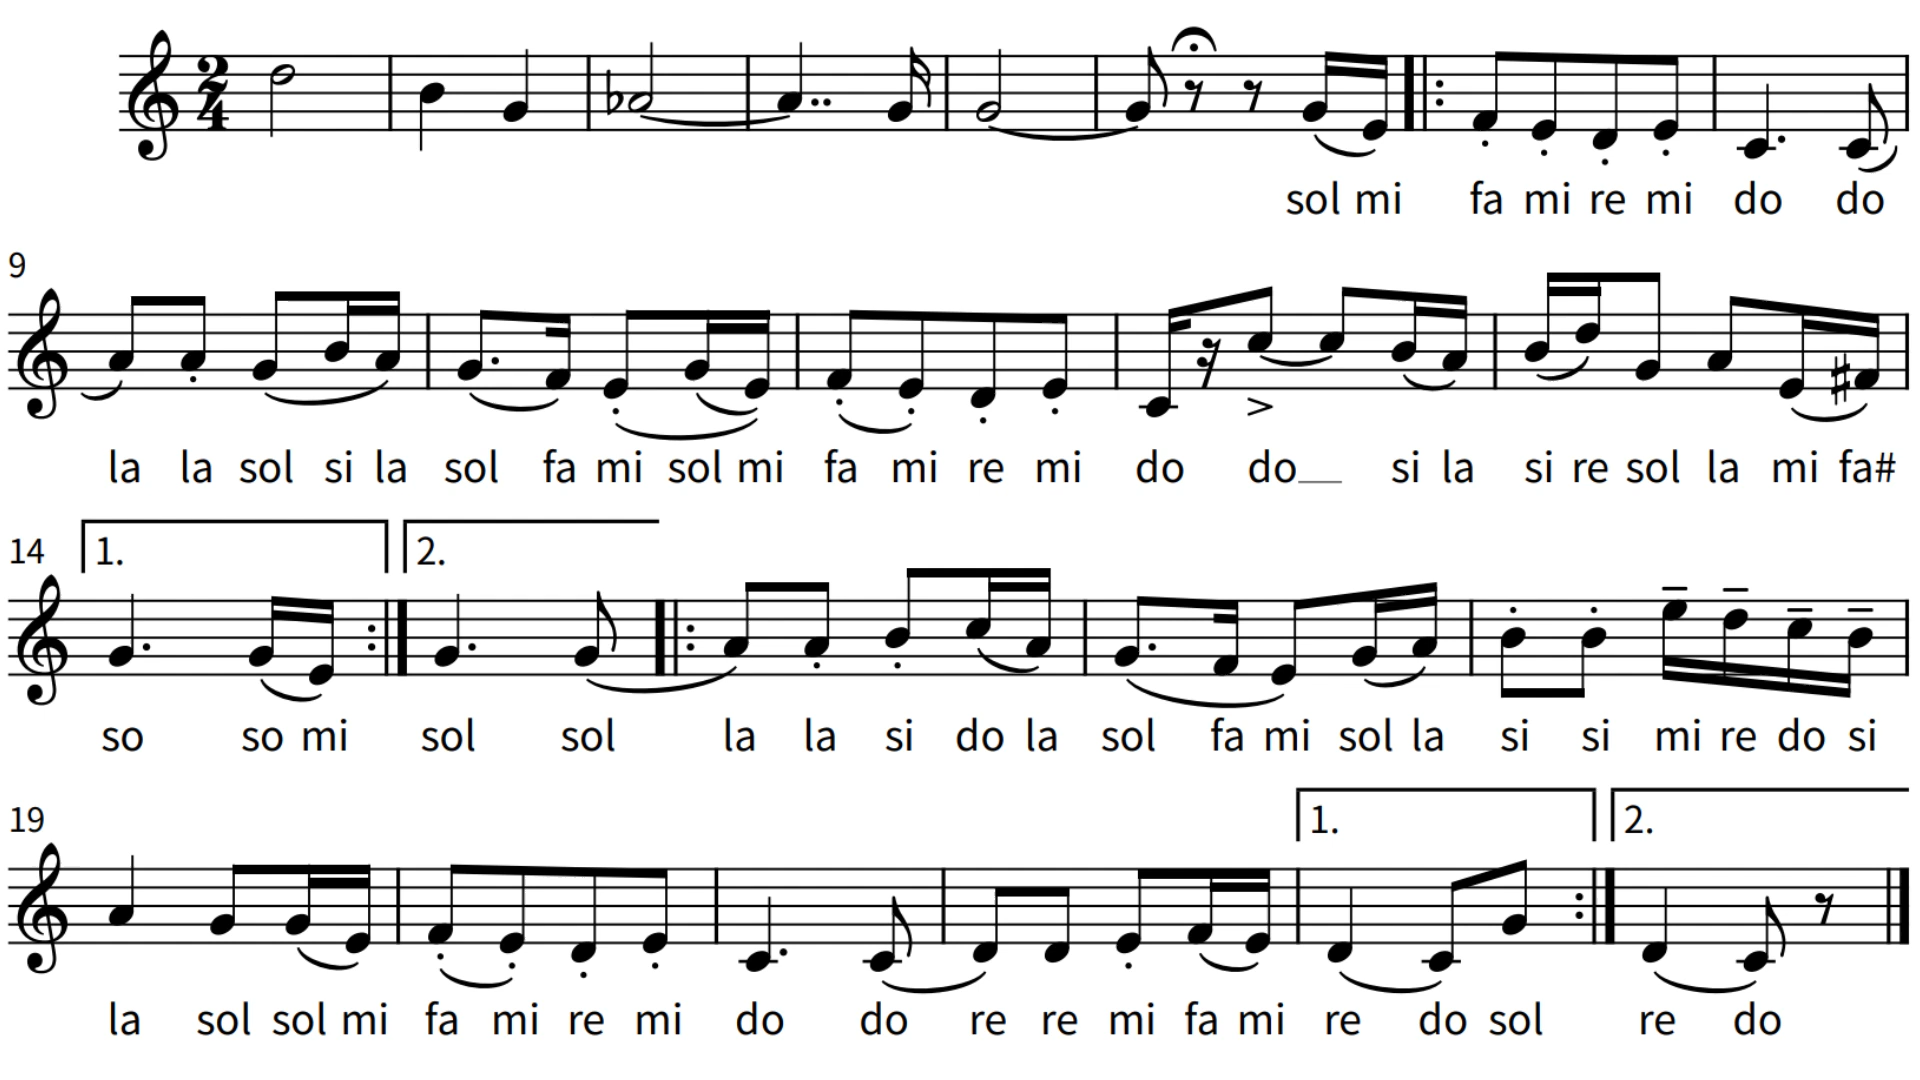 2
4
sol mi fa mi re mi do do
9
la la sol si la sol fa mi sol mi fa mi re mi do do__ si la si re sol la mi fa#
14 1. 2.
so so mi sol sol la la si do la sol fa mi sol la si si mi re do si
19 1. 2.
la sol sol mi fa mi re mi do do re re mi fa mi re do sol re do